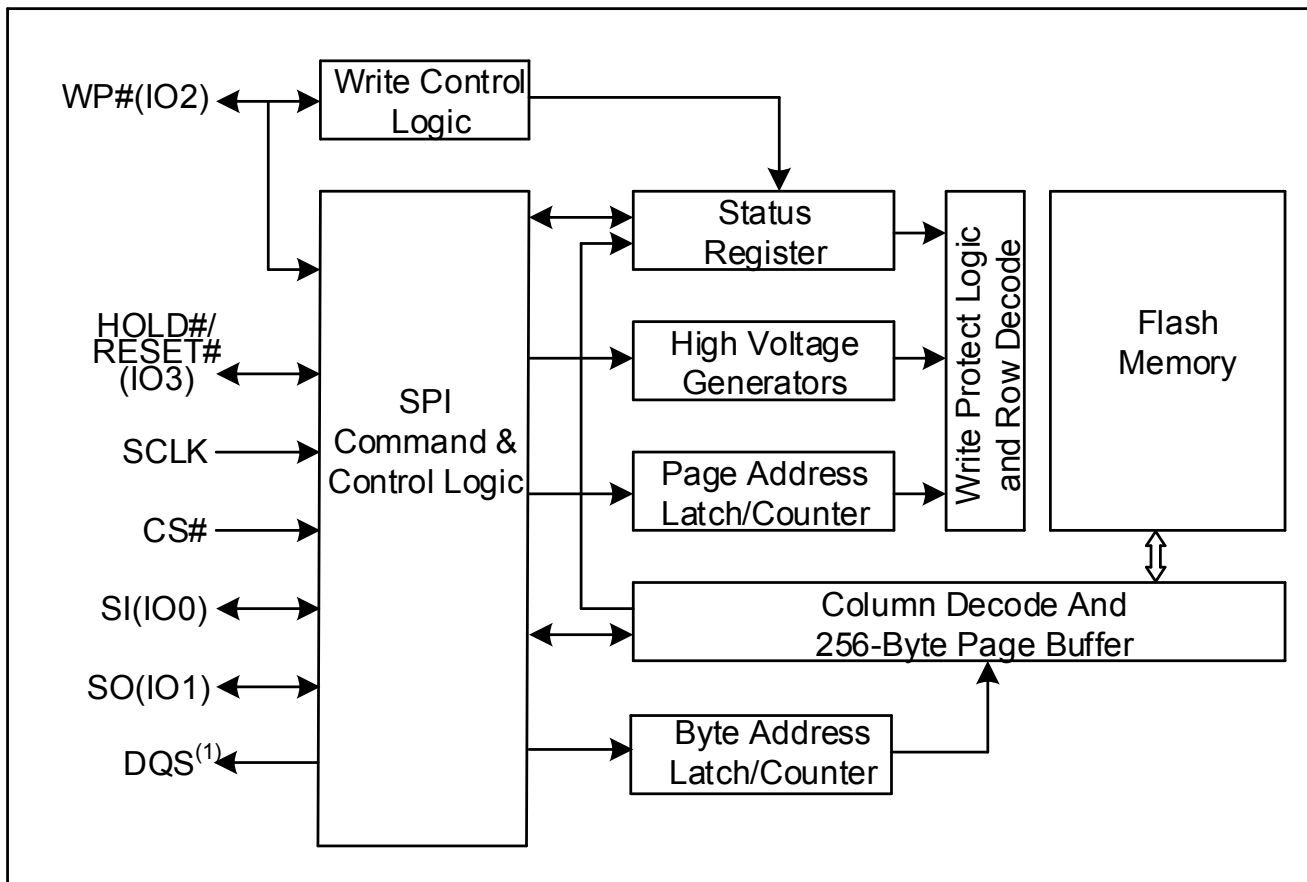 WP#(IO2)
Write Control
Logic
Status
Register
HOLD#/
RESET#
(IO3)
High Voltage
Generators
Write Protect Logic
and Row Decode
Flash
Memory
SPI
Command &
Control Logic
SCLK
Page Address
Latch/Counter
CS#
SI(IO0)
Column Decode And
256-Byte Page Buffer
SO(IO1)
DQS(1)
Byte Address
Latch/Counter